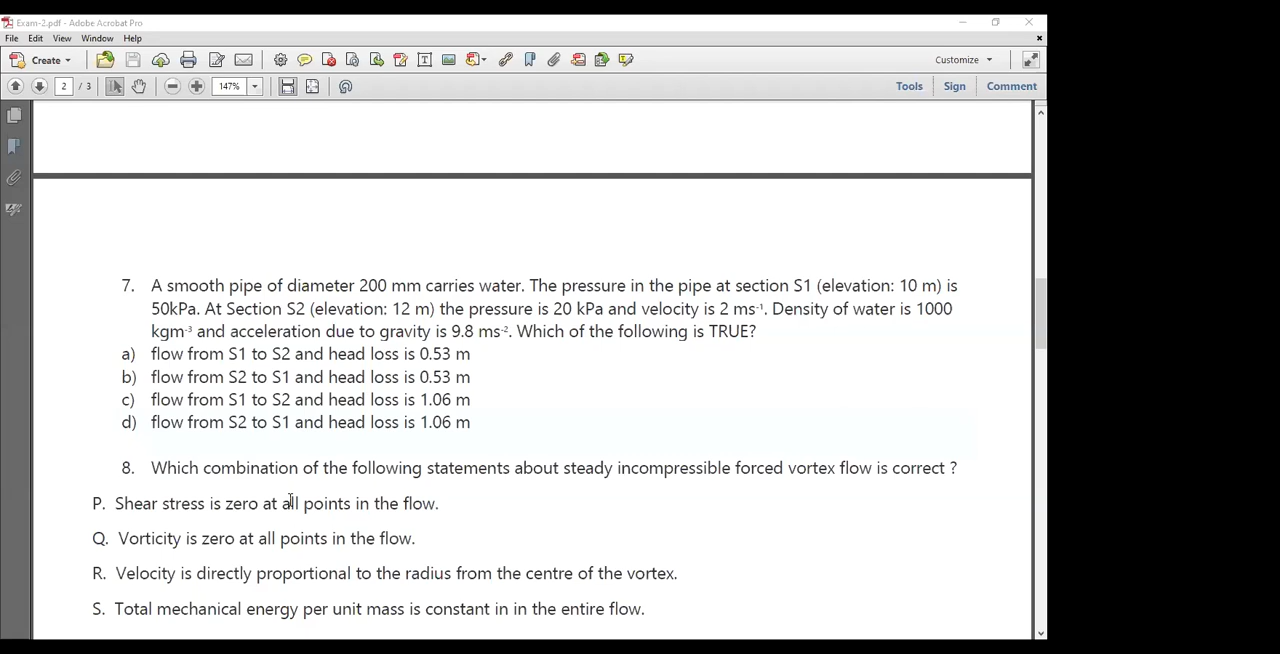 Exam-2.pdf - Adobe Acrobat Pro
File Edit View Window Help
Create Customize
2 / 3 147% Tools Sign Comment
7. A smooth pipe of diameter 200 mm carries water. The pressure in the pipe at section S1 (elevation: 10 m) is
50kPa. At Section S2 (elevation: 12 m) the pressure is 20 kPa and velocity is 2 ms⁻¹. Density of water is 1000
kgm⁻³ and acceleration due to gravity is 9.8 ms⁻². Which of the following is TRUE?
a) flow from S1 to S2 and head loss is 0.53 m
b) flow from S2 to S1 and head loss is 0.53 m
c) flow from S1 to S2 and head loss is 1.06 m
d) flow from S2 to S1 and head loss is 1.06 m
8. Which combination of the following statements about steady incompressible forced vortex flow is correct ?
P. Shear stress is zero at all points in the flow.
Q. Vorticity is zero at all points in the flow.
R. Velocity is directly proportional to the radius from the centre of the vortex.
S. Total mechanical energy per unit mass is constant in in the entire flow.